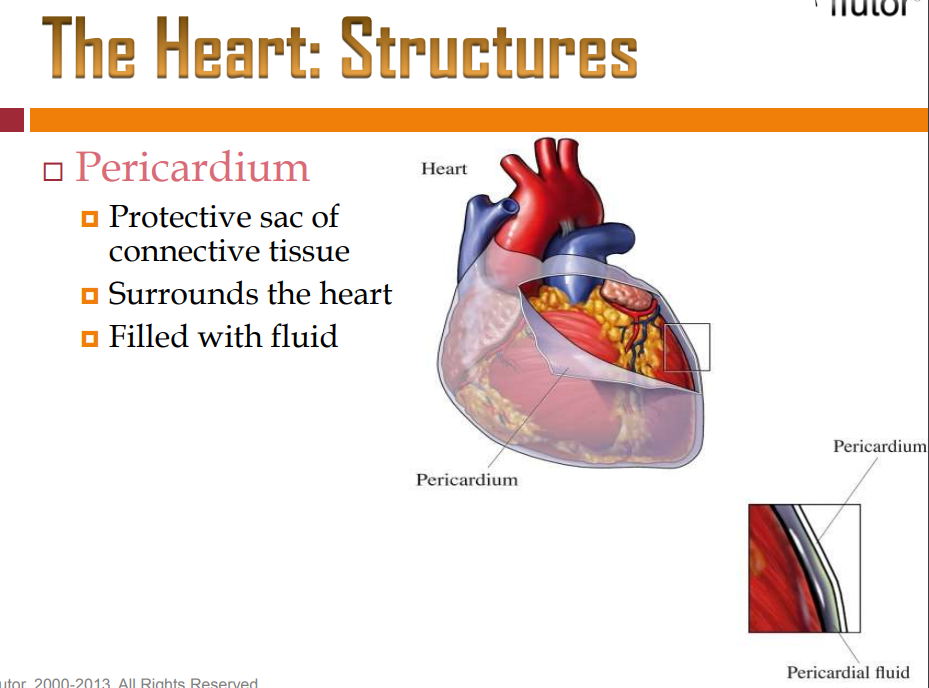 The Heart: Structures
Pericardium
Protective sac of
connective tissue
Surrounds the heart
Filled with fluid
Heart
Pericardium
Pericardium
Pericardial fluid
2000-2013. All Rights Reserved